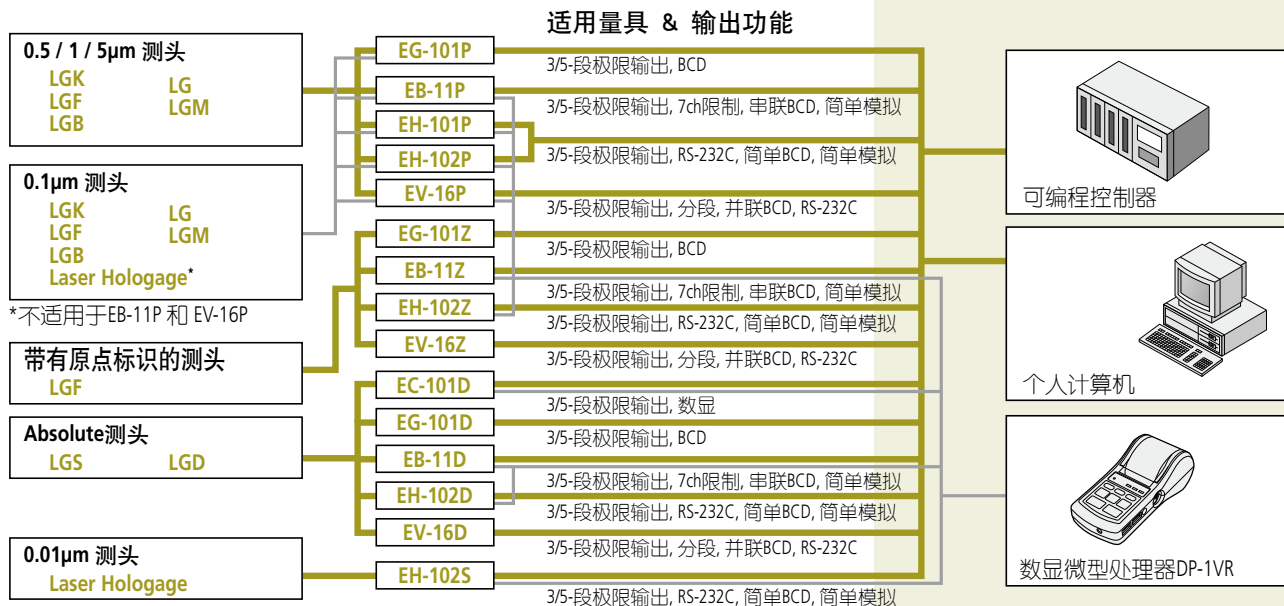 适用量具 & 输出功能
0.5 / 1 / 5µm 测头
LGK LG
LGF LGM
LGB
0.1µm 测头
LGK LG
LGF LGM
LGB
Laser Hologage*
*不适用于EB-11P 和 EV-16P
带有原点标识的测头
LGF
Absolute测头
LGS LGD
0.01µm 测头
Laser Hologage
EG-101P
3/5-段极限输出, BCD
EB-11P
3/5-段极限输出, 7ch限制, 串联BCD, 简单模拟
EH-101P
EH-102P
3/5-段极限输出, RS-232C, 简单BCD, 简单模拟
EV-16P
3/5-段极限输出, 分段, 并联BCD, RS-232C
EG-101Z
3/5-段极限输出, BCD
EB-11Z
3/5-段极限输出, 7ch限制, 串联BCD, 简单模拟
EH-102Z
3/5-段极限输出, RS-232C, 简单BCD, 简单模拟
EV-16Z
3/5-段极限输出, 分段, 并联BCD, RS-232C
EC-101D
3/5-段极限输出, 数显
EG-101D
3/5-段极限输出, BCD
EB-11D
3/5-段极限输出, 7ch限制, 串联BCD, 简单模拟
EH-102D
3/5-段极限输出, RS-232C, 简单BCD, 简单模拟
EV-16D
3/5-段极限输出, 分段, 并联BCD, RS-232C
EH-102S
3/5-段极限输出, RS-232C, 简单BCD, 简单模拟
可编程控制器
个人计算机
数显微型处理器DP-1VR